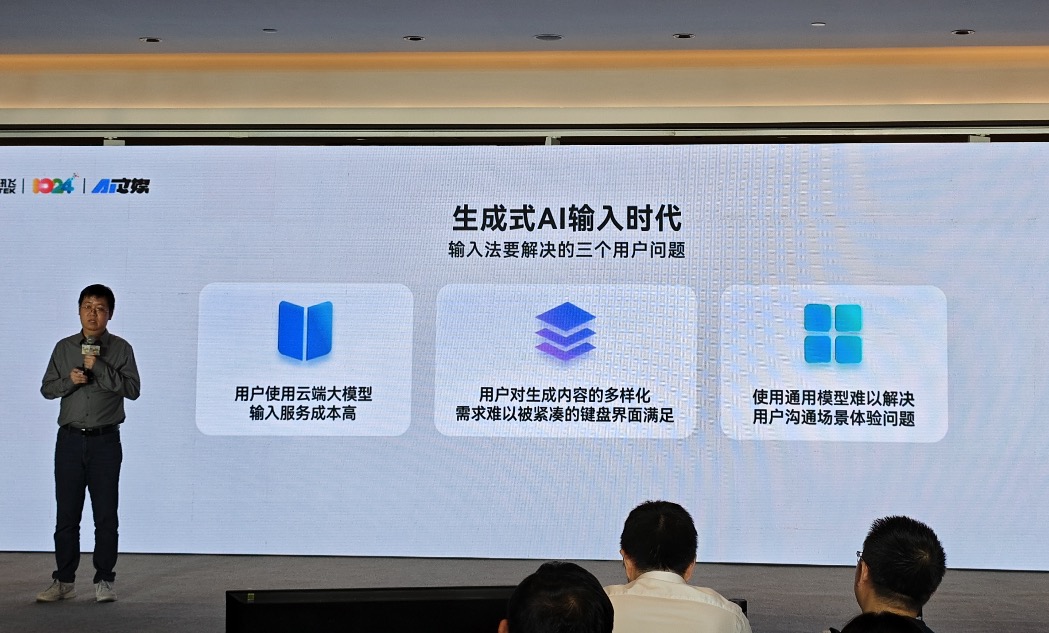 1024
AI文媒
生成式AI输入时代
输入法要解决的三个用户问题
用户使用云端大模型
输入服务成本高
用户对生成内容的多样化
需求难以被紧凑的键盘界面满足
使用通用模型难以解决
用户沟通场景体验问题